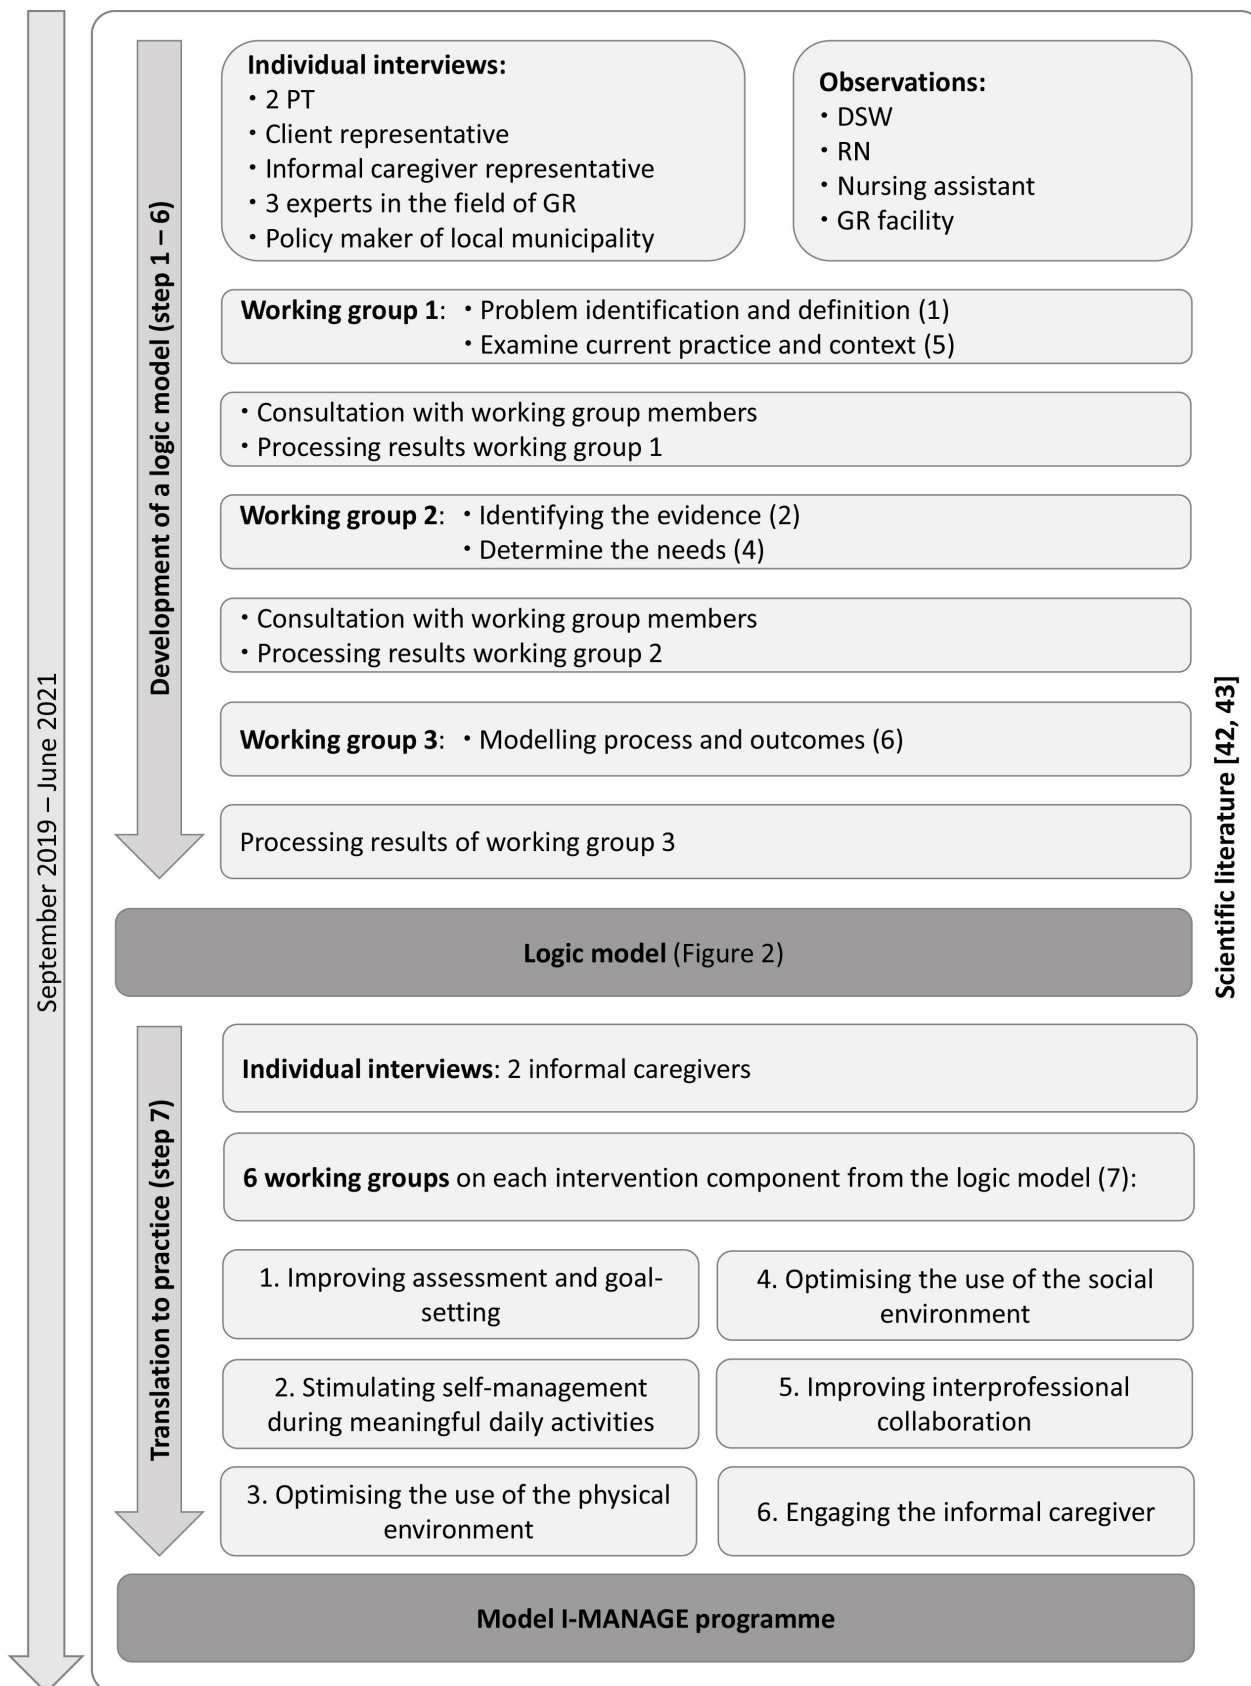 September 2019 – June 2021
Development of a logic model (step 1 – 6)
Individual interviews:
• 2 PT
• Client representative
• Informal caregiver representative
• 3 experts in the field of GR
• Policy maker of local municipality
Observations:
• DSW
• RN
• Nursing assistant
• GR facility
Working group 1: • Problem identification and definition (1)
• Examine current practice and context (5)
• Consultation with working group members
• Processing results working group 1
Working group 2: • Identifying the evidence (2)
• Determine the needs (4)
• Consultation with working group members
• Processing results working group 2
Working group 3: • Modelling process and outcomes (6)
Processing results of working group 3
Logic model (Figure 2)
Scientific literature [42, 43]
Translation to practice (step 7)
Individual interviews: 2 informal caregivers
6 working groups on each intervention component from the logic model (7):
1. Improving assessment and goal-
setting
2. Stimulating self-management
during meaningful daily activities
3. Optimising the use of the physical
environment
4. Optimising the use of the social
environment
5. Improving interprofessional
collaboration
6. Engaging the informal caregiver
Model I-MANAGE programme